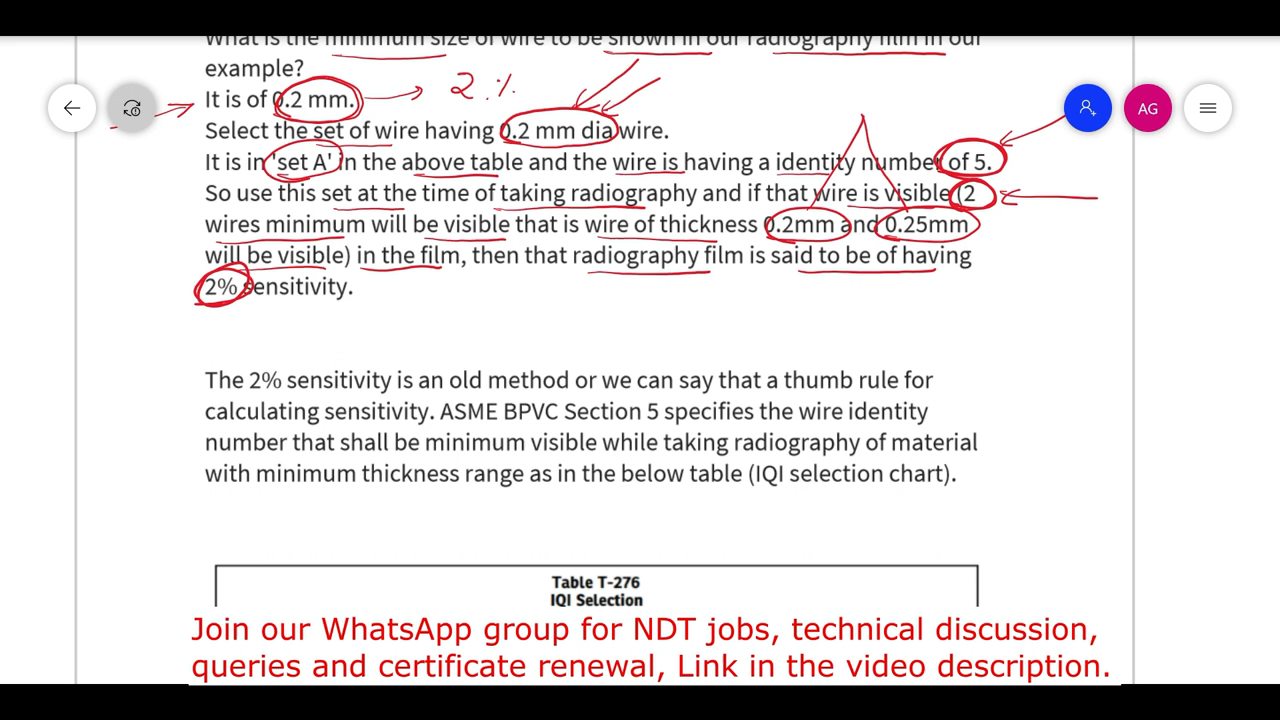 What is the minimum size of wire to be shown in our radiography film in our
example?
It is of 0.2 mm. 2 %
Select the set of wire having 0.2 mm dia wire.
It is in 'set A' in the above table and the wire is having a identity number of 5.
So use this set at the time of taking radiography and if that wire is visible (2
wires minimum will be visible that is wire of thickness 0.2mm and 0.25mm
will be visible) in the film, then that radiography film is said to be of having
2% sensitivity.
AG
The 2% sensitivity is an old method or we can say that a thumb rule for
calculating sensitivity. ASME BPVC Section 5 specifies the wire identity
number that shall be minimum visible while taking radiography of material
with minimum thickness range as in the below table (IQI selection chart).
Table T-276
IQI Selection
Join our WhatsApp group for NDT jobs, technical discussion,
queries and certificate renewal, Link in the video description.